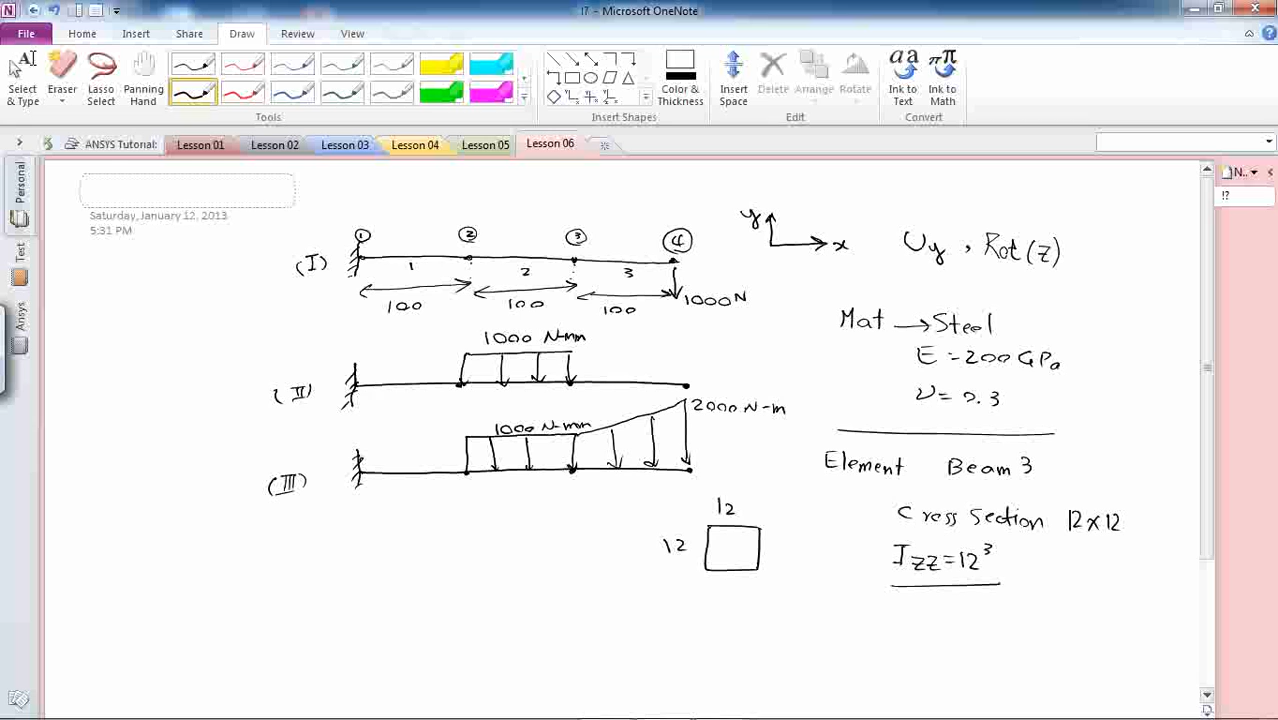 I7 - Microsoft OneNote
File Home Insert Share Draw Review View
Select & Type
Eraser
Lasso Select
Panning Hand
Color & Thickness
Insert Space
Delete
Arrange
Rotate
Ink to Text
Ink to Math
Tools
Insert Shapes
Edit
Convert
ANSYS Tutorial: Lesson 01 Lesson 02 Lesson 03 Lesson 04 Lesson 05 Lesson 06
Personal
Test
Ansys
N..
I7
Saturday, January 12, 2013
5:31 PM
(I)
1 2 3 4
1 2 3
100 100 100
1000N
y
x
Uy , Rot(z)
Mat → Steel
E = 200 GPa
ν = 0.3
(II)
1000 N-mm
(III)
1000 N-mm
2000 N-m
Element Beam 3
Cross Section 12 x 12
Izz = 12³
12
12